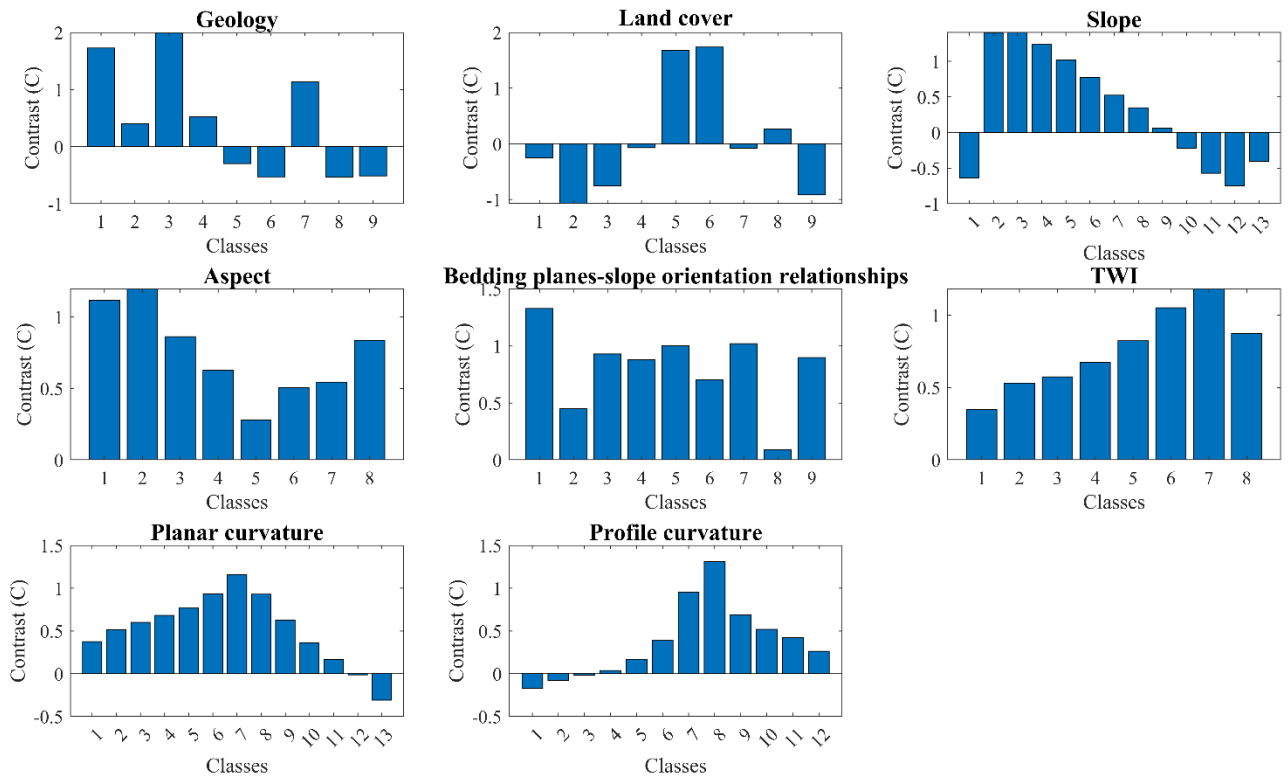 Geology
2
1
0
-1
Contrast (C)
1 2 3 4 5 6 7 8 9
Classes
Land cover
2
1
0
-1
Contrast (C)
1 2 3 4 5 6 7 8 9
Classes
Slope
1
0.5
0
-0.5
-1
Contrast (C)
1 2 3 4 5 6 7 8 9 10 11 12 13
Classes
Aspect
1
0.5
0
Contrast (C)
1 2 3 4 5 6 7 8
Classes
Bedding planes-slope orientation relationships
1.5
1
0.5
0
Contrast (C)
1 2 3 4 5 6 7 8 9
Classes
TWI
1
0.5
0
Contrast (C)
1 2 3 4 5 6 7 8
Classes
Planar curvature
1.5
1
0.5
0
-0.5
Contrast (C)
1 2 3 4 5 6 7 8 9 10 11 12 13
Classes
Profile curvature
1.5
1
0.5
0
-0.5
Contrast (C)
1 2 3 4 5 6 7 8 9 10 11 12
Classes